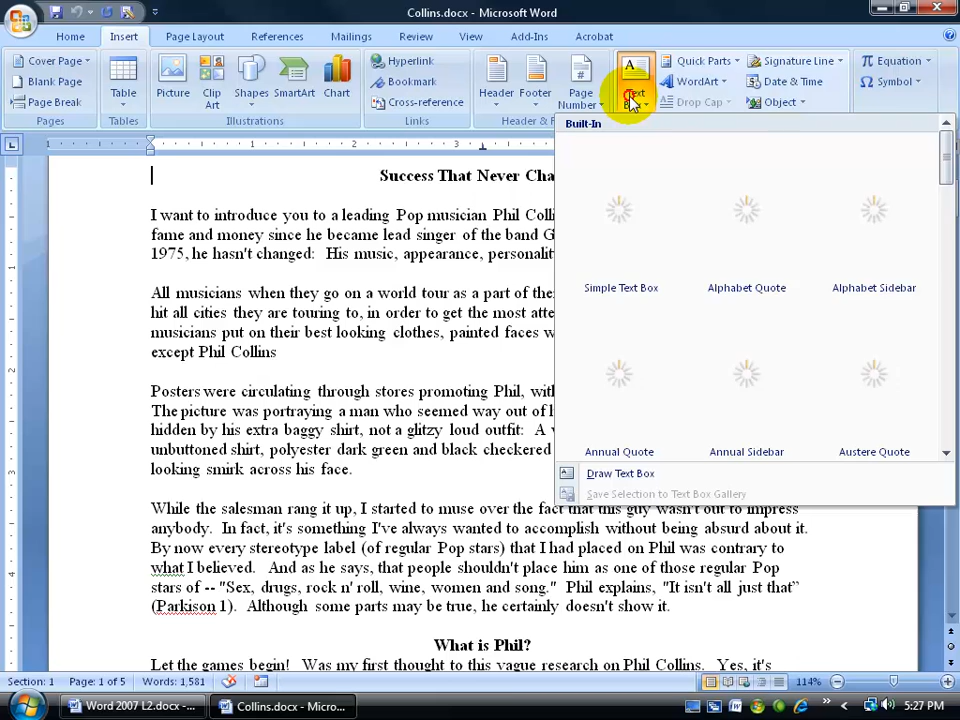 Collins.docx - Microsoft Word
Home Insert Page Layout References Mailings Review View Add-Ins Acrobat
Cover Page
Blank Page
Page Break
Table
Tables
Picture
Clip Art
Shapes
SmartArt
Chart
Illustrations
Hyperlink
Bookmark
Cross-reference
Links
Header
Footer
Page Number
Header & F
Text
Quick Parts
WordArt
Drop Cap
Signature Line
Date & Time
Object
Equation
Symbol
Built-In
Simple Text Box Alphabet Quote Alphabet Sidebar
Annual Quote Annual Sidebar Austere Quote
Draw Text Box
Save Selection to Text Box Gallery
Success That Never Cha
I want to introduce you to a leading Pop musician Phil Coll
fame and money since he became lead singer of the band G
1975, he hasn't changed: His music, appearance, personalit
All musicians when they go on a world tour as a part of the
hit all cities they are touring to, in order to get the most atte
musicians put on their best looking clothes, painted faces w
except Phil Collins
Posters were circulating through stores promoting Phil, with
The picture was portraying a man who seemed way out of
hidden by his extra baggy shirt, not a glitzy loud outfit: A
unbuttoned shirt, polyester dark green and black checkered
looking smirk across his face.
While the salesman rang it up, I started to muse over the fact that this guy wasn't out to impress
anybody. In fact, it's something I've always wanted to accomplish without being absurd about it.
By now every stereotype label (of regular Pop stars) that I had placed on Phil was contrary to
what I believed. And as he says, that people shouldn't place him as one of those regular Pop
stars of -- "Sex, drugs, rock n' roll, wine, women and song." Phil explains, "It isn't all just that”
(Parkison 1). Although some parts may be true, he certainly doesn't show it.
What is Phil?
Let the games begin! Was my first thought to this vague research on Phil Collins. Yes, it's
Section: 1 Page: 1 of 5 Words: 1,581 114%
Word 2007 L2.docx -... Collins.docx - Micro... 5:27 PM